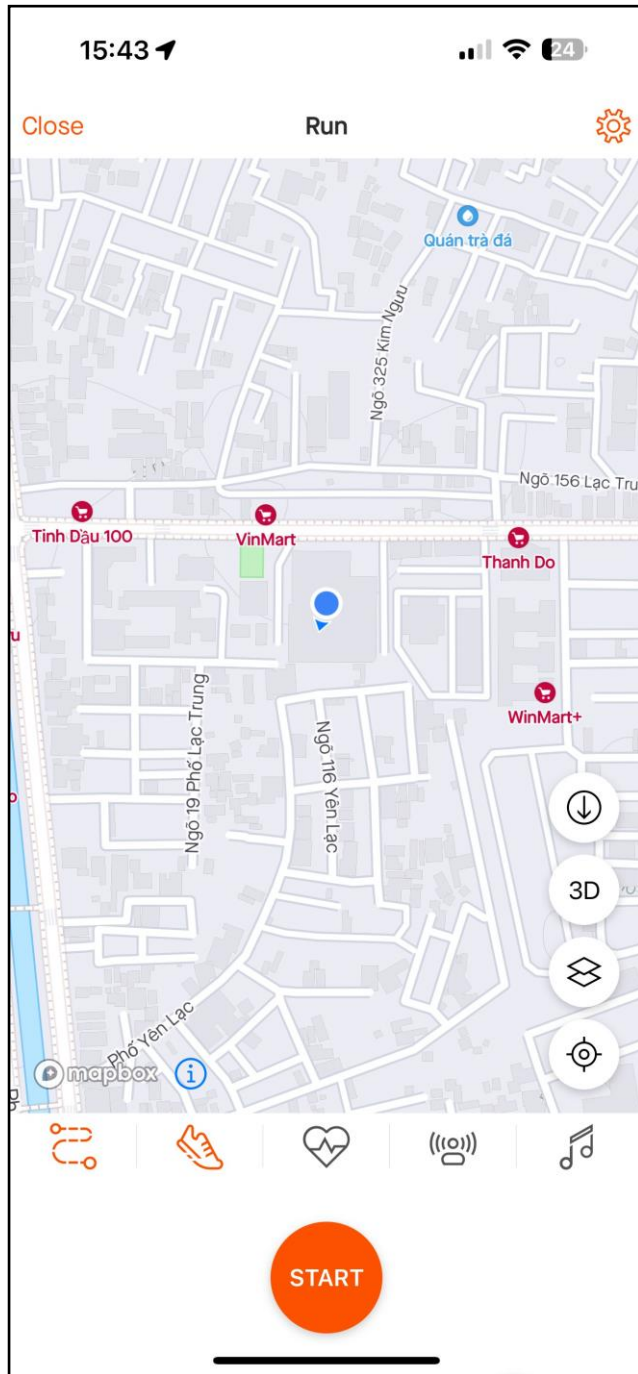 15:43
24
Close
Run
Quán trà đá
Ngõ 325 Kim Ngưu
Ngõ 156 Lạc Tru
Tinh Dầu 100
VinMart
Thanh Do
u
WinMart+
Ngõ 19 Phố Lạc Trung
Ngõ 116 Yên Lạc
3D
Phố Yên Lạc
mapbox
i
Ph
START